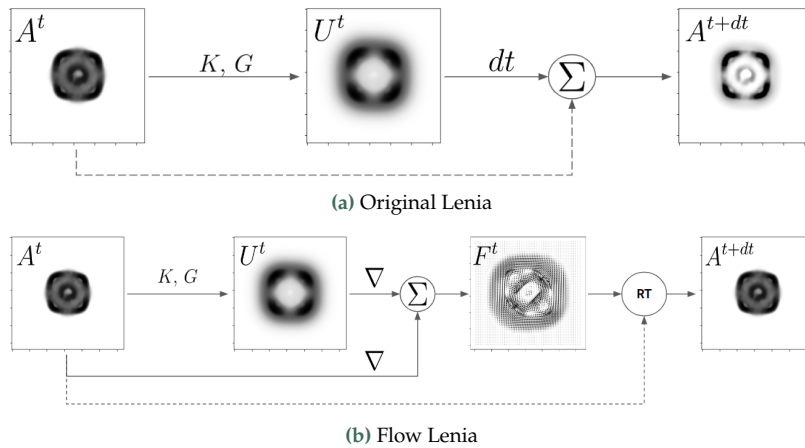 A^t
K, G
U^t
dt
∑
A^{t+dt}
(a) Original Lenia
A^t
K, G
U^t
∇
∑
F^t
RT
A^{t+dt}
∇
(b) Flow Lenia